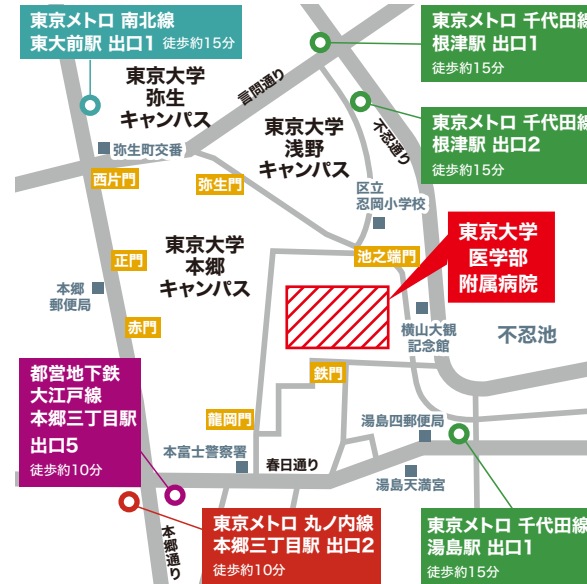 東京メトロ 南北線
東大前駅 出口1 徒歩約15分
東京メトロ 千代田線
根津駅 出口1
徒歩約15分
東京大学
弥生
キャンパス
言問通り
東京大学
浅野
キャンパス
不忍通り
東京メトロ 千代田線
根津駅 出口2
徒歩約15分
弥生町交番
西片門
弥生門
区立
忍岡小学校
東京大学
本郷
キャンパス
正門
池之端門
東京大学
医学部
附属病院
本郷
郵便局
赤門
横山大観
記念館
不忍池
都営地下鉄
大江戸線
本郷三丁目駅
出口5
徒歩約10分
鉄門
龍岡門
湯島四郵便局
本富士警察署
春日通り
湯島天満宮
本郷通り
東京メトロ 丸ノ内線
本郷三丁目駅 出口2
徒歩約10分
東京メトロ 千代田線
湯島駅 出口1
徒歩約15分